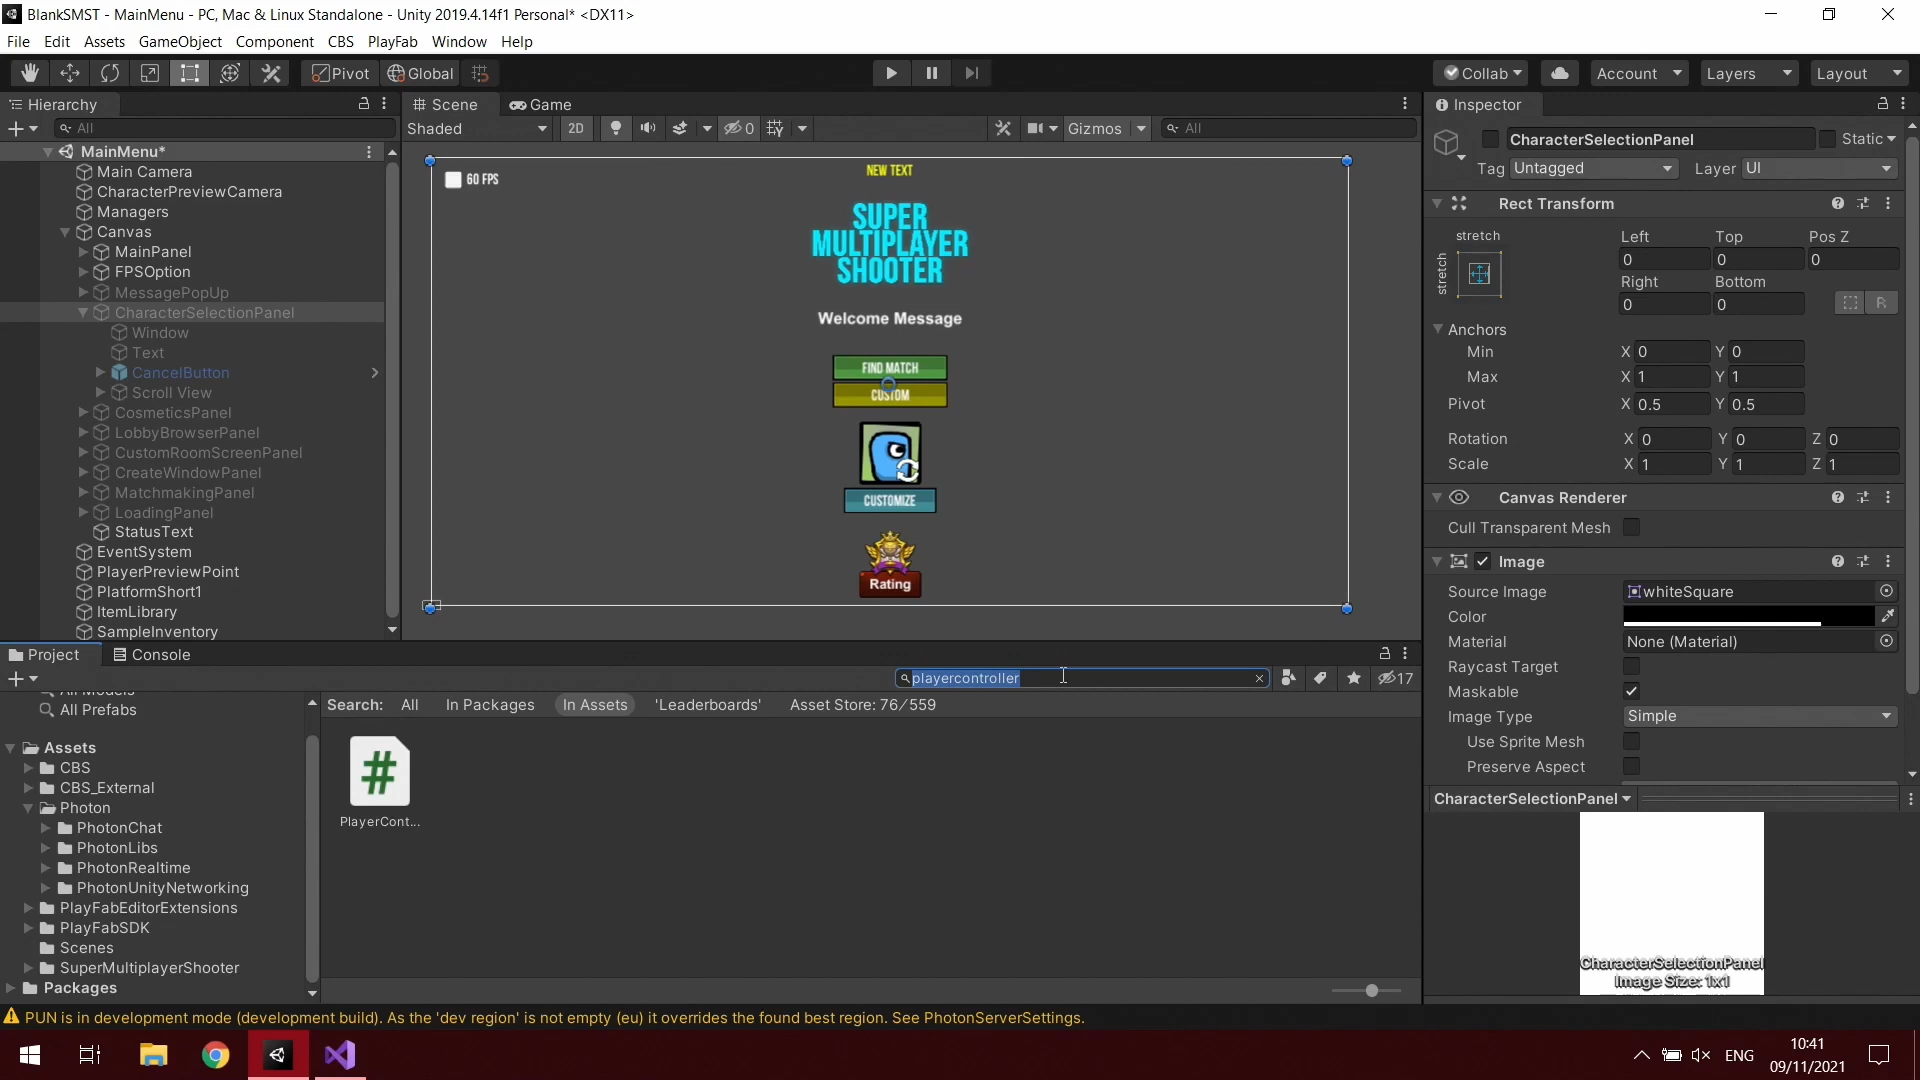 BlankSMST - MainMenu - PC, Mac & Linux Standalone - Unity 2019.4.14f1 Personal* <DX11>
File Edit Assets GameObject Component CBS PlayFab Window Help
Pivot Global Collab Account Layers Layout
Hierarchy
All
MainMenu*
Main Camera
CharacterPreviewCamera
Managers
Canvas
MainPanel
FPSOption
MessagePopUp
CharacterSelectionPanel
Window
Text
CancelButton
Scroll View
CosmeticsPanel
LobbyBrowserPanel
CustomRoomScreenPanel
CreateWindowPanel
MatchmakingPanel
LoadingPanel
StatusText
EventSystem
PlayerPreviewPoint
PlatformShort1
ItemLibrary
SampleInventory
Scene Game
Shaded 2D 0 Gizmos All
60 FPS
NEW TEXT
SUPER
MULTIPLAYER
SHOOTER
Welcome Message
FIND MATCH
CUSTOM
CUSTOMIZE
Rating
Inspector
CharacterSelectionPanel Static
Tag Untagged Layer UI
Rect Transform
stretch Left Top Pos Z
stretch 0 0 0
Right Bottom
0 0 R
Anchors
Min X 0 Y 0
Max X 1 Y 1
Pivot X 0.5 Y 0.5
Rotation X 0 Y 0 Z 0
Scale X 1 Y 1 Z 1
Canvas Renderer
Cull Transparent Mesh
Image
Source Image whiteSquare
Color
Material None (Material)
Raycast Target
Maskable
Image Type Simple
Use Sprite Mesh
Preserve Aspect
CharacterSelectionPanel
CharacterSelectionPanel
Image Size: 1x1
Project Console
playercontroller 17
All Prefabs
Assets
CBS
CBS_External
Photon
PhotonChat
PhotonLibs
PhotonRealtime
PhotonUnityNetworking
PlayFabEditorExtensions
PlayFabSDK
Scenes
SuperMultiplayerShooter
Packages
Search: All In Packages In Assets 'Leaderboards' Asset Store: 76/559
#
PlayerCont...
PUN is in development mode (development build). As the 'dev region' is not empty (eu) it overrides the found best region. See PhotonServerSettings.
ENG
10:41
09/11/2021